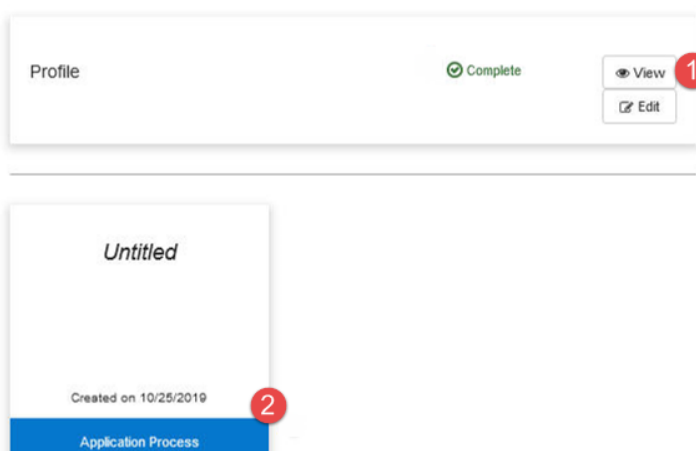 Profile
Complete
View
1
Edit
Untitled
Created on 10/25/2019
2
Application Process